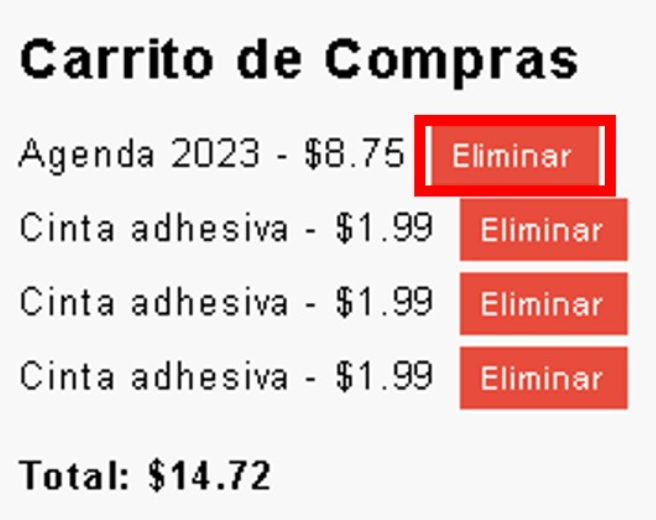 Carrito de Compras
Agenda 2023 - $8.75 Eliminar
Cinta adhesiva - $1.99 Eliminar
Cinta adhesiva - $1.99 Eliminar
Cinta adhesiva - $1.99 Eliminar
Total: $14.72